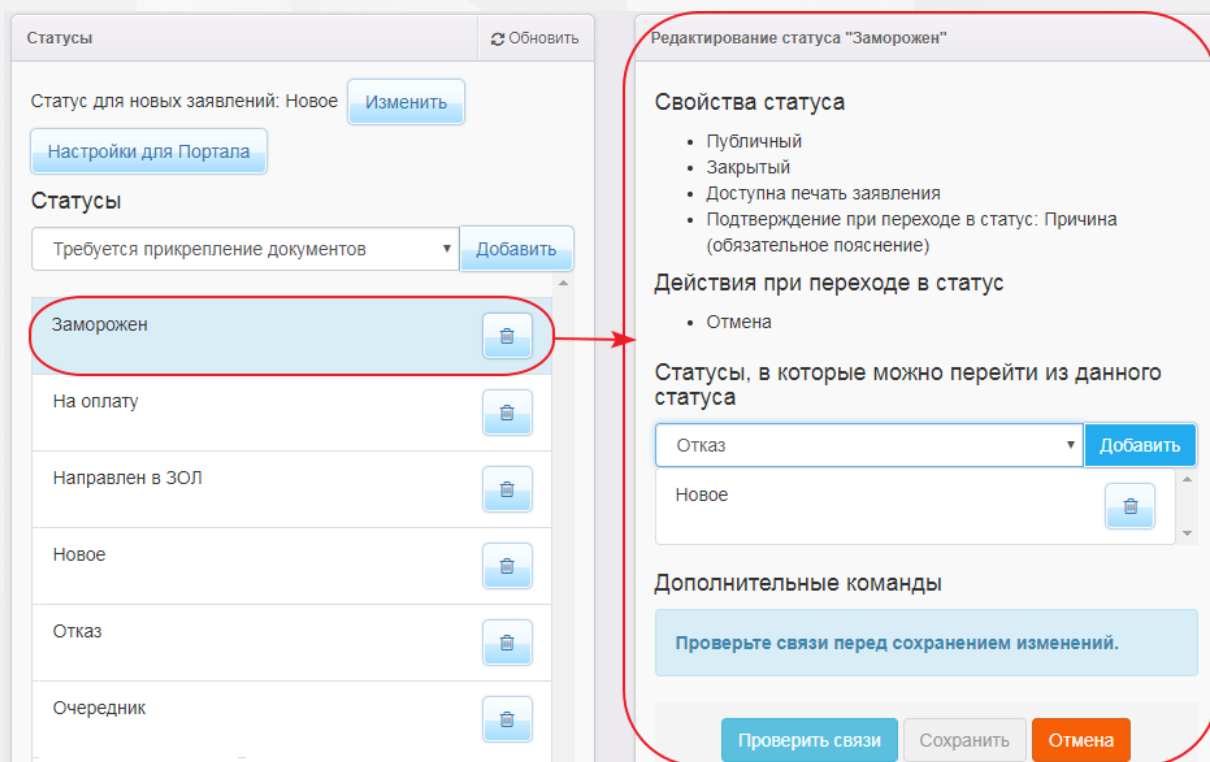 Статусы
Обновить
Статус для новых заявлений: Новое
Изменить
Настройки для Портала
Статусы
Требуется прикрепление документов
Добавить
Заморожен
На оплату
Направлен в ЗОЛ
Новое
Отказ
Очередник
Редактирование статуса "Заморожен"
Свойства статуса
• Публичный
• Закрытый
• Доступна печать заявления
• Подтверждение при переходе в статус: Причина
(обязательное пояснение)
Действия при переходе в статус
• Отмена
Статусы, в которые можно перейти из данного
статуса
Отказ
Добавить
Новое
Дополнительные команды
Проверьте связи перед сохранением изменений.
Проверить связи
Сохранить
Отмена